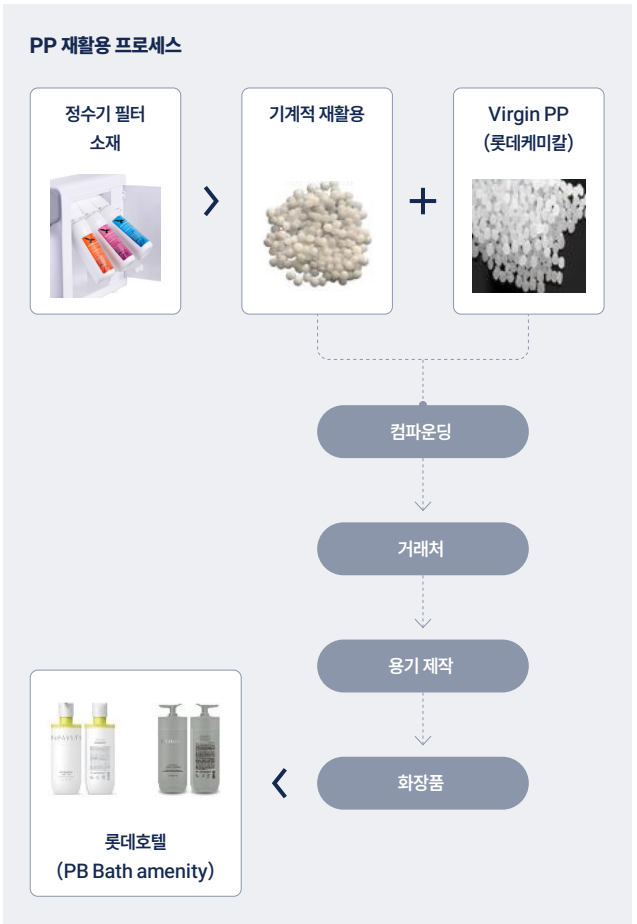 PP 재활용 프로세스
정수기 필터
소재
기계적 재활용
Virgin PP
(롯데케미칼)
컴파운딩
거래처
용기 제작
화장품
롯데호텔
(PB Bath amenity)